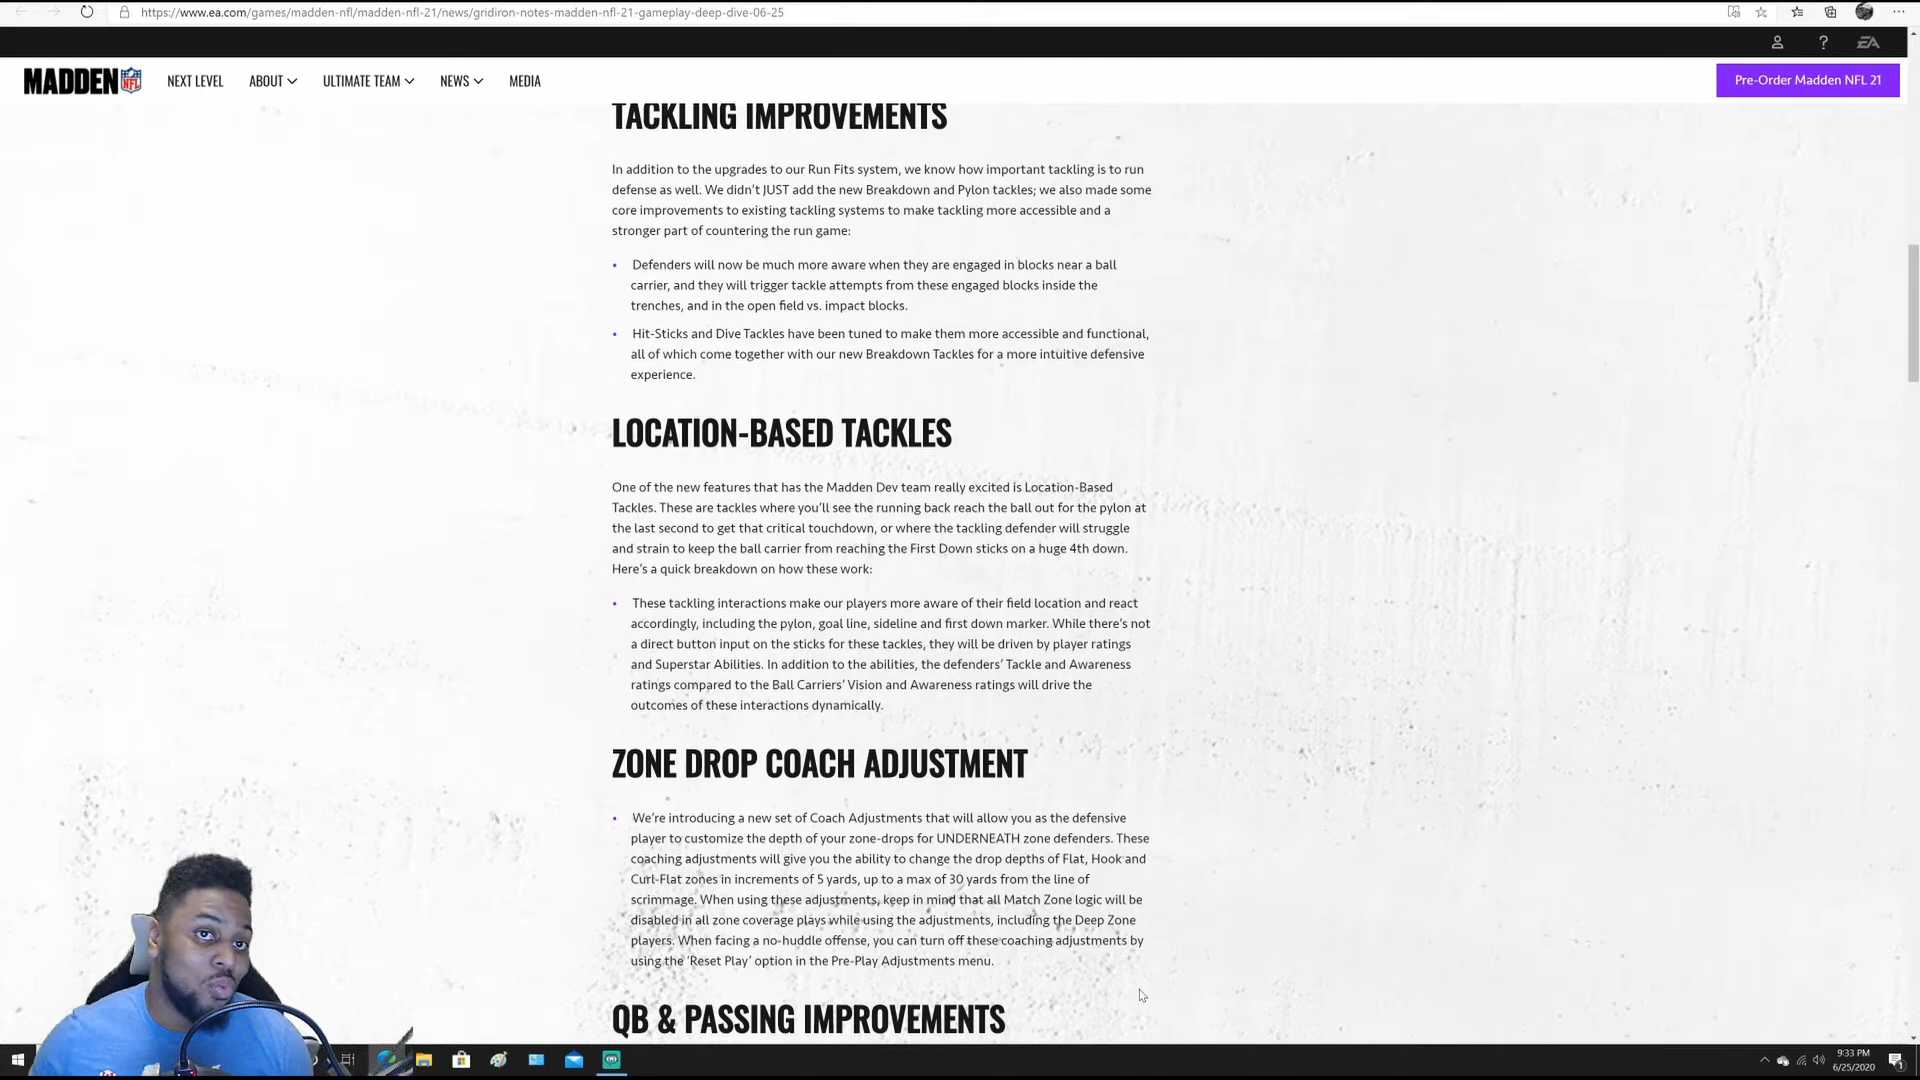 https://www.ea.com/games/madden-nfl/madden-nfl-21/news/gridiron-notes-madden-nfl-21-gameplay-deep-dive-06-25
EA
MADDEN NFL
NEXT LEVEL
ABOUT
ULTIMATE TEAM
NEWS
MEDIA
Pre-Order Madden NFL 21
TACKLING IMPROVEMENTS
In addition to the upgrades to our Run Fits system, we know how important tackling is to run
defense as well. We didn't JUST add the new Breakdown and Pylon tackles; we also made some
core improvements to existing tackling systems to make tackling more accessible and a
stronger part of countering the run game:
• Defenders will now be much more aware when they are engaged in blocks near a ball
carrier, and they will trigger tackle attempts from these engaged blocks inside the
trenches, and in the open field vs. impact blocks.
• Hit-Sticks and Dive Tackles have been tuned to make them more accessible and functional,
all of which come together with our new Breakdown Tackles for a more intuitive defensive
experience.
LOCATION-BASED TACKLES
One of the new features that has the Madden Dev team really excited is Location-Based
Tackles. These are tackles where you'll see the running back reach the ball out for the pylon at
the last second to get that critical touchdown, or where the tackling defender will struggle
and strain to keep the ball carrier from reaching the First Down sticks on a huge 4th down.
Here's a quick breakdown on how these work:
• These tackling interactions make our players more aware of their field location and react
accordingly, including the pylon, goal line, sideline and first down marker. While there's not
a direct button input on the sticks for these tackles, they will be driven by player ratings
and Superstar Abilities. In addition to the abilities, the defenders' Tackle and Awareness
ratings compared to the Ball Carriers' Vision and Awareness ratings will drive the
outcomes of these interactions dynamically.
ZONE DROP COACH ADJUSTMENT
• We're introducing a new set of Coach Adjustments that will allow you as the defensive
player to customize the depth of your zone-drops for UNDERNEATH zone defenders. These
coaching adjustments will give you the ability to change the drop depths of Flat, Hook and
Curl-Flat zones in increments of 5 yards, up to a max of 30 yards from the line of
scrimmage. When using these adjustments, keep in mind that all Match Zone logic will be
disabled in all zone coverage plays while using the adjustments, including the Deep Zone
players. When facing a no-huddle offense, you can turn off these coaching adjustments by
using the 'Reset Play' option in the Pre-Play Adjustments menu.
QB & PASSING IMPROVEMENTS
9:33 PM
6/25/2020